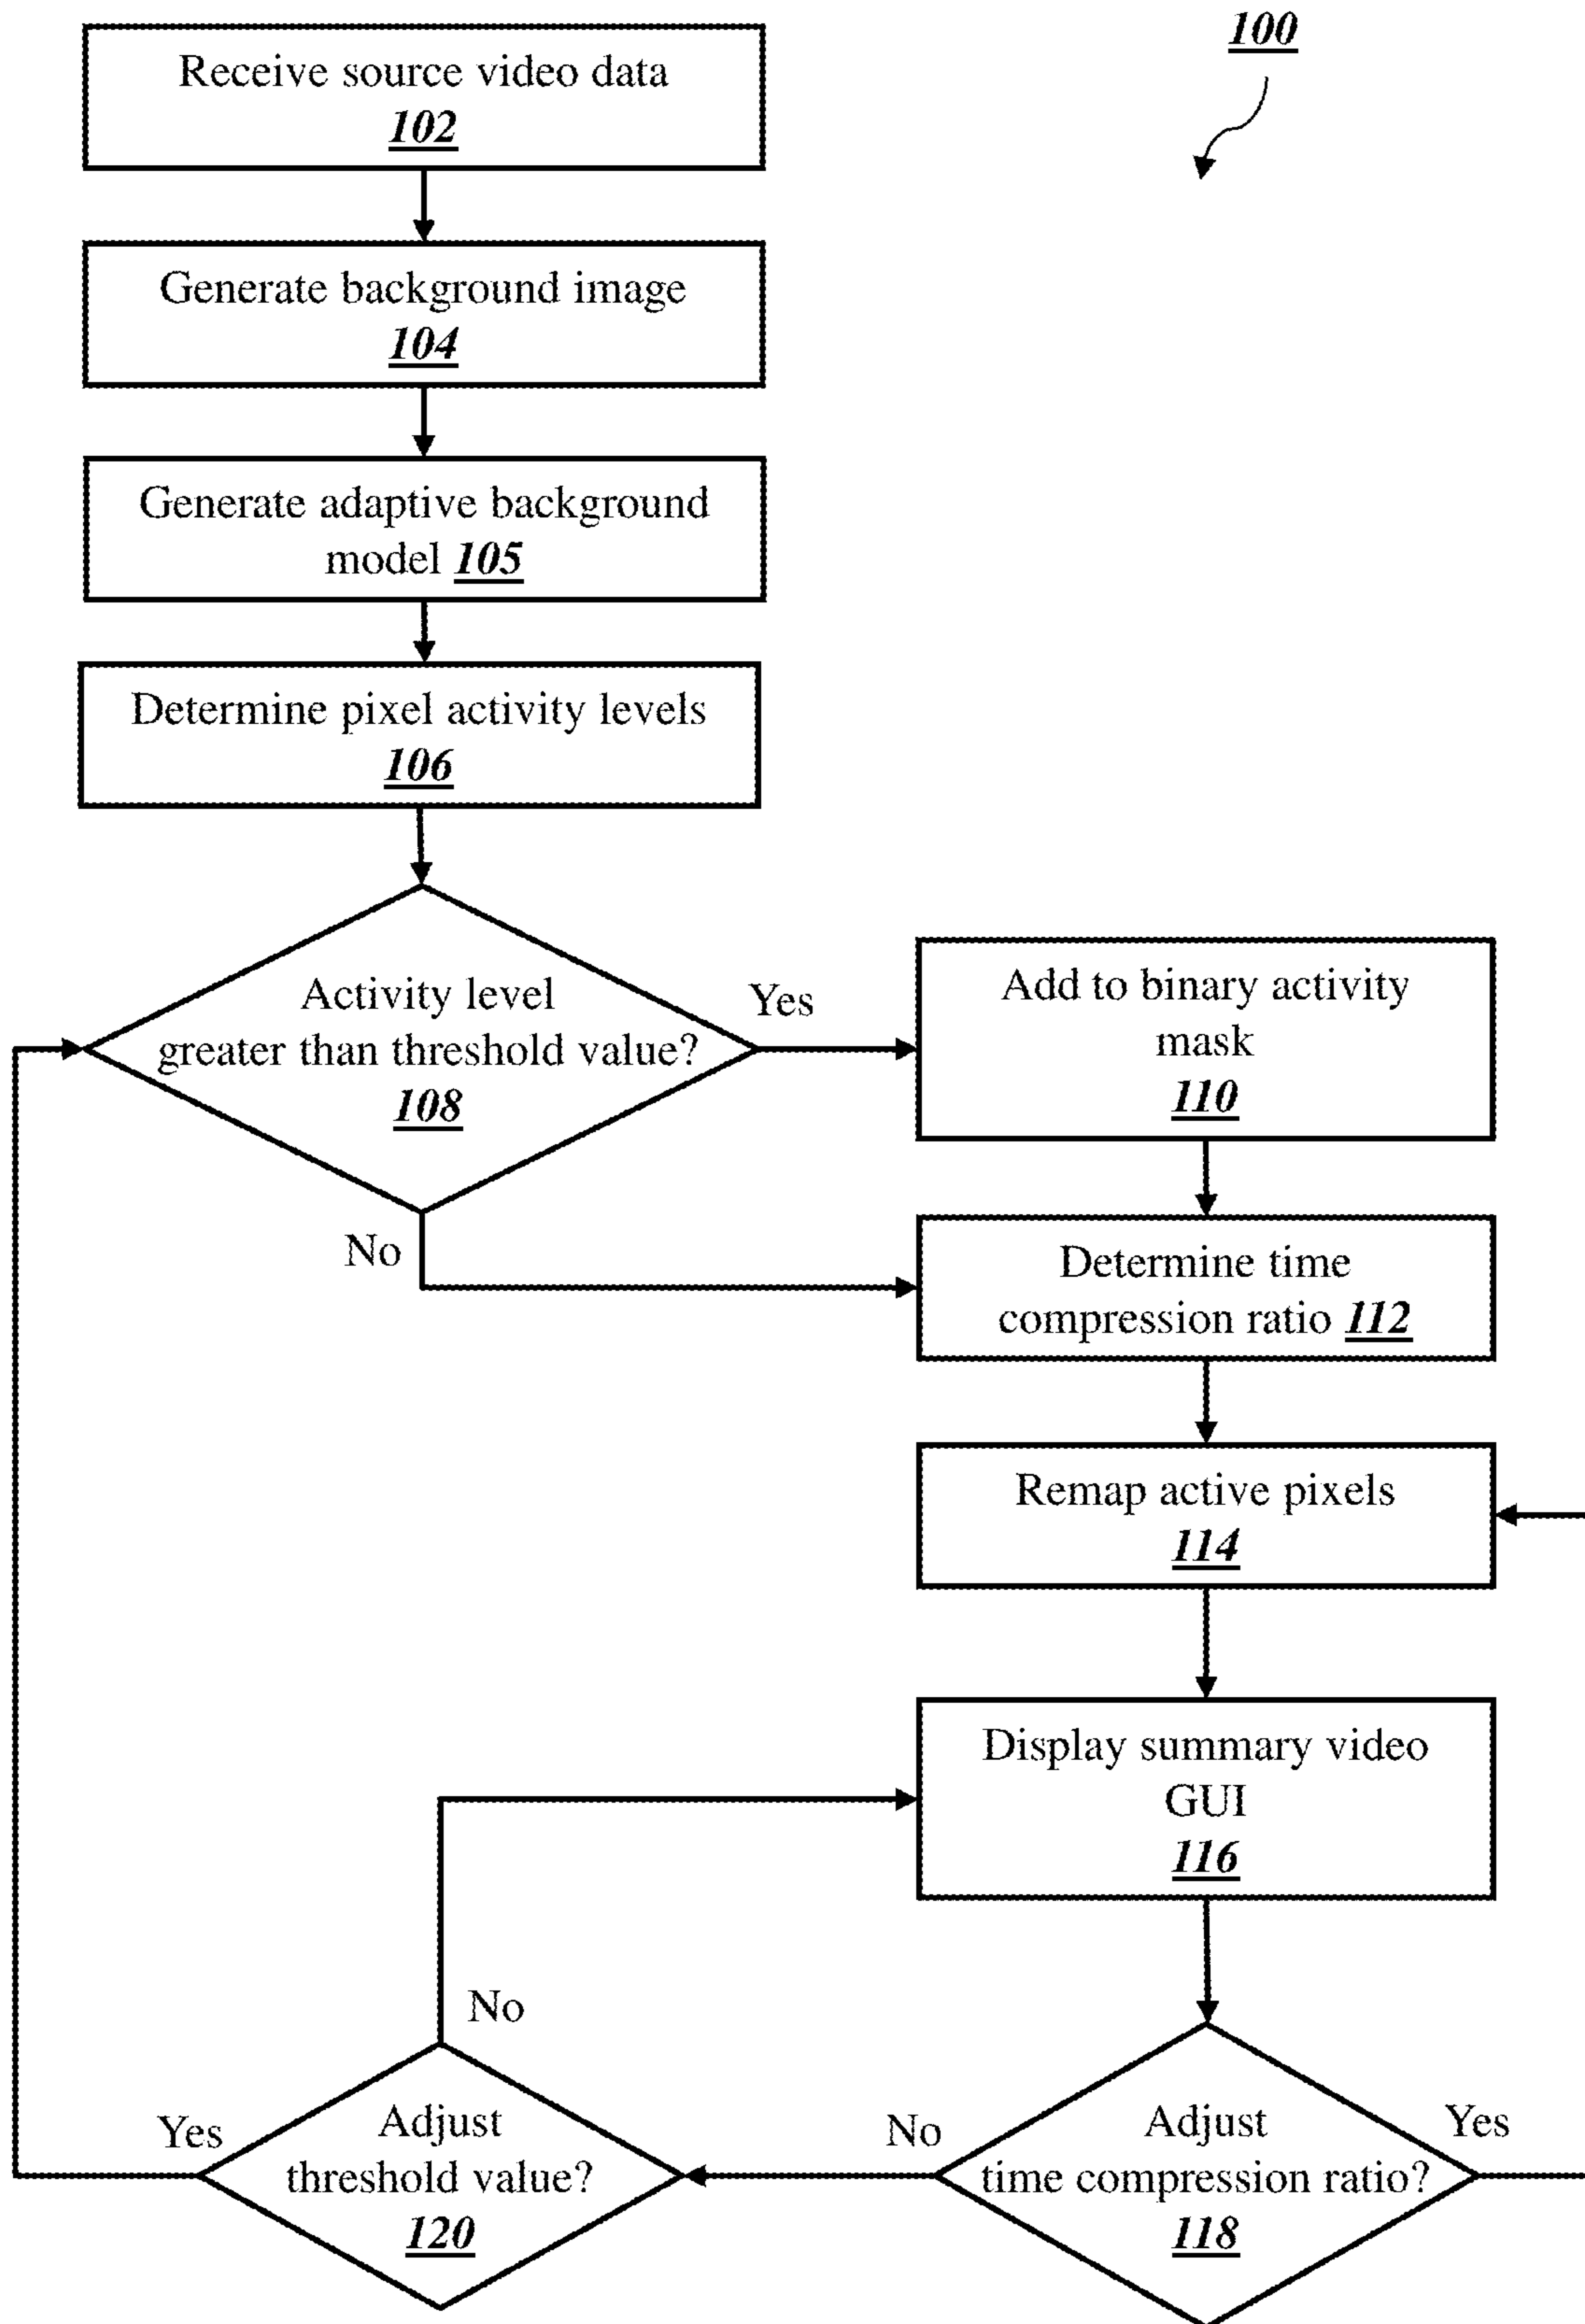 100
Receive source video data
102
Generate background image
104
Generate adaptive background
model 105
Determine pixel activity levels
106
Activity level
greater than threshold value?
108
Yes
No
Add to binary activity
mask
110
Determine time
compression ratio 112
Remap active pixels
114
Display summary video
GUI
116
Adjust
time compression ratio?
118
Yes
No
Adjust
threshold value?
120
Yes
No